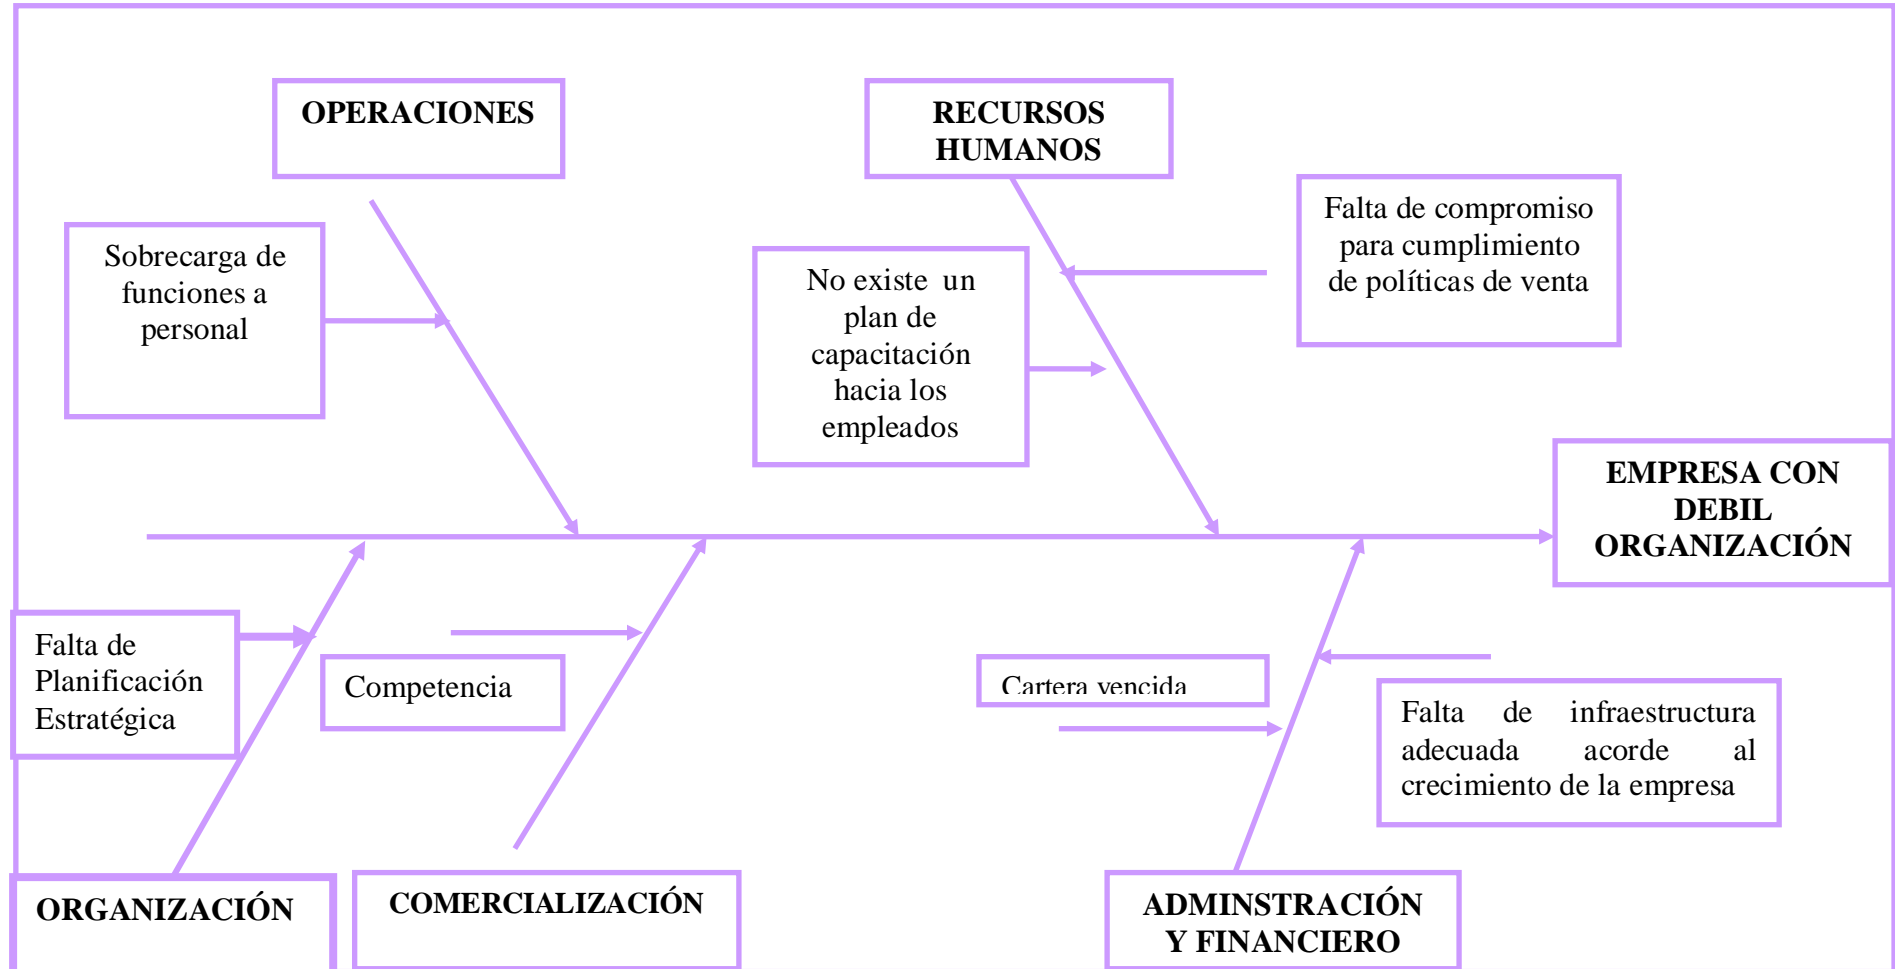 OPERACIONES
RECURSOS
HUMANOS
Sobrecarga de
funciones a
personal
No existe un
plan de
capacitación
hacia los
empleados
Falta de compromiso
para cumplimiento
de políticas de venta
EMPRESA CON
DEBIL
ORGANIZACIÓN
Falta de
Planificación
Estratégica
Competencia
Cartera vencida
Falta de infraestructura
adecuada acorde al
crecimiento de la empresa
ORGANIZACIÓN
COMERCIALIZACIÓN
ADMINSTRACIÓN
Y FINANCIERO